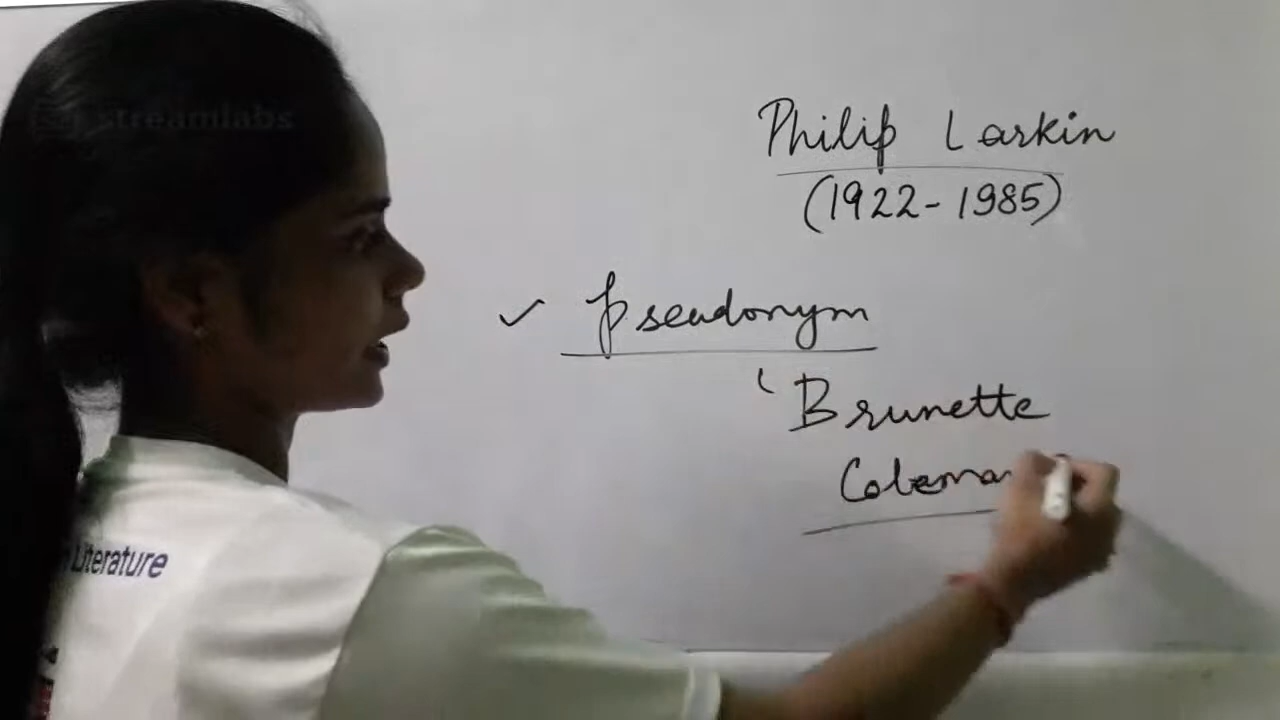 streamlabs
Philip Larkin
(1922-1985)
✓ Pseudonym
‘Brunette
Colema
Literature